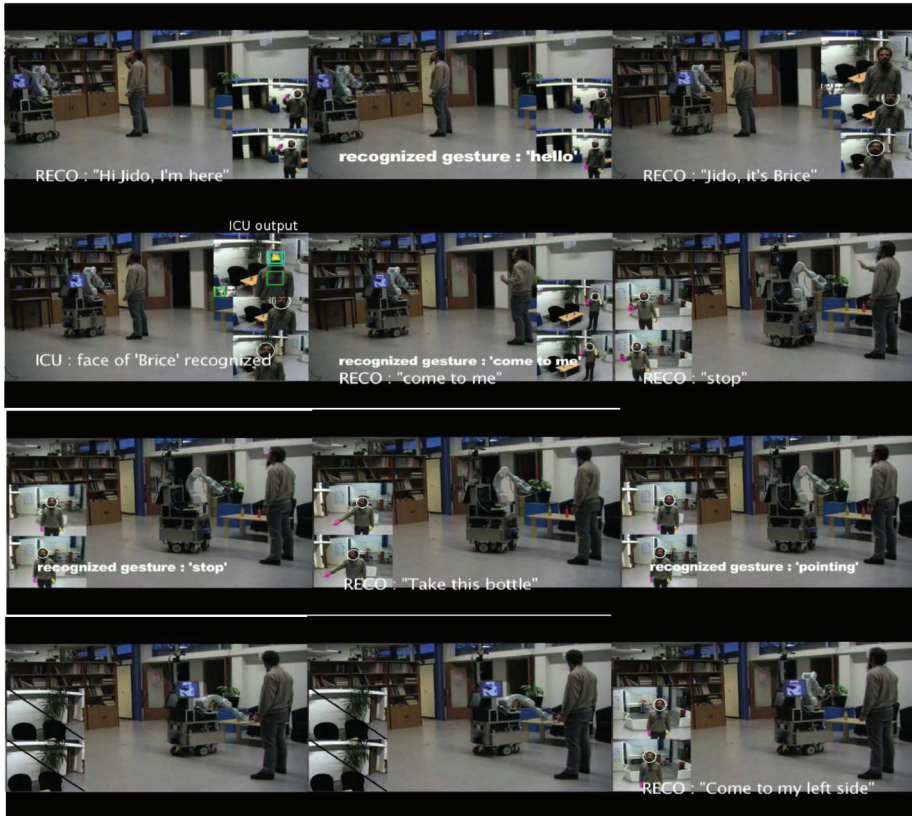 RECO : "Hi Jido, I'm here"
recognized gesture : 'hello'
RECO : "Jido, it's Brice"
ICU output
ICU : face of 'Brice' recognized
recognized gesture : 'come to me'
RECO : "come to me"
RECO : "stop"
recognized gesture : 'stop'
RECO : "Take this bottle"
recognized gesture : 'pointing'
RECO : "Come to my left side"